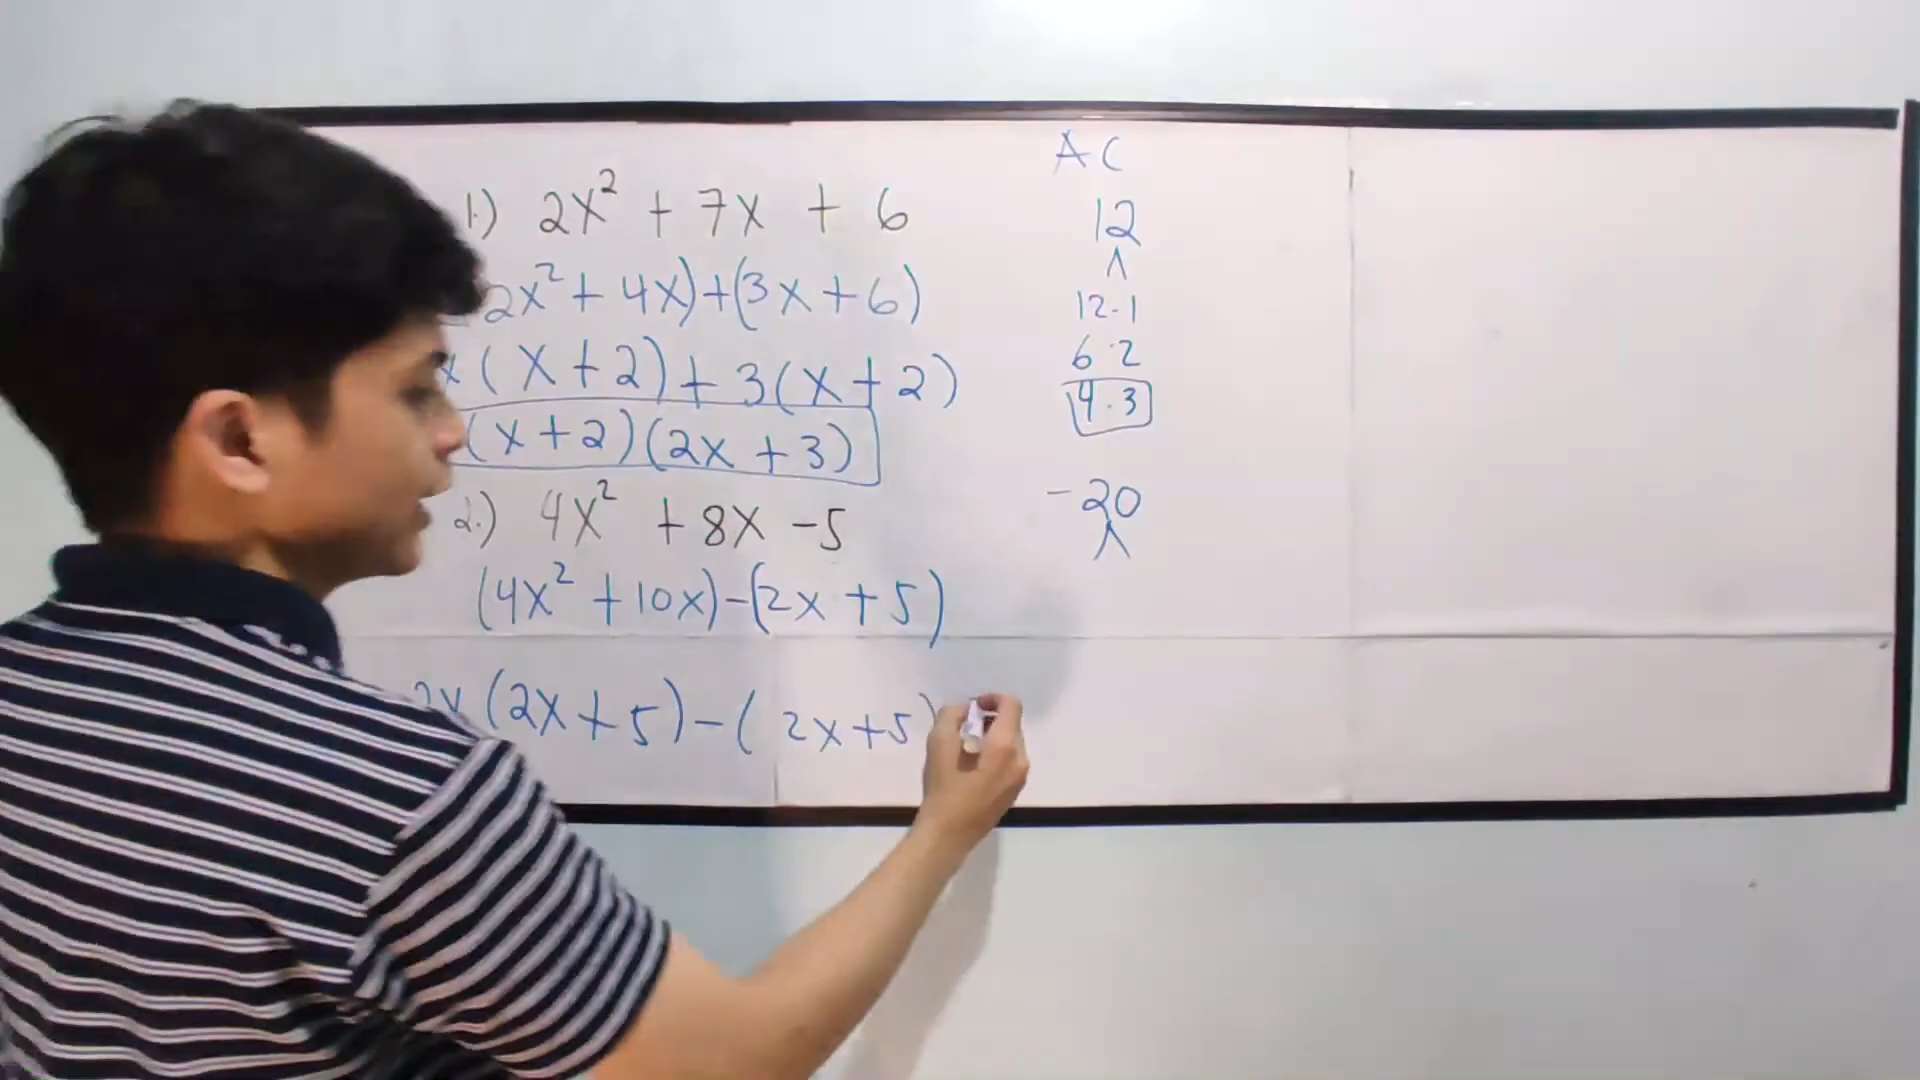 1.) 2x² + 7x + 6
2x² + 4x) + (3x + 6)
x (x + 2) + 3(x + 2)
(x + 2) (2x + 3)
2.) 4x² + 8x - 5
(4x² + 10x) - (2x + 5)
2x (2x + 5) - ( 2x + 5)
AC
12
12 · 1
6 · 2
4 · 3
-20